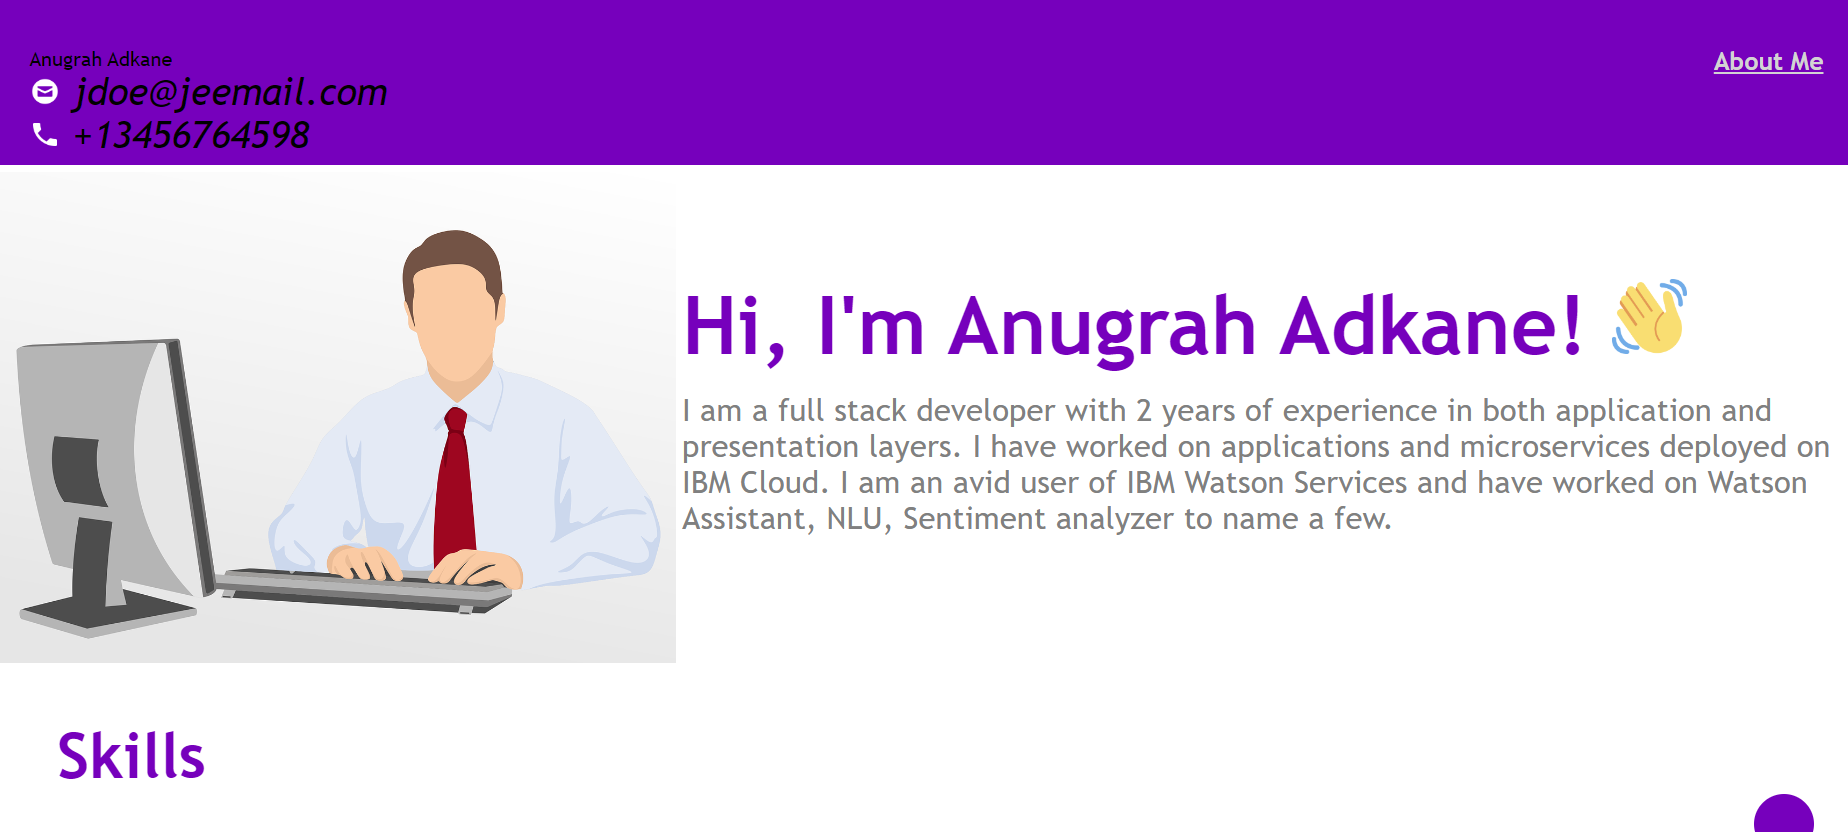 Anugrah Adkane
About Me
jdoe@jeemail.com
+13456764598
Hi, I'm Anugrah Adkane!
I am a full stack developer with 2 years of experience in both application and
presentation layers. I have worked on applications and microservices deployed on
IBM Cloud. I am an avid user of IBM Watson Services and have worked on Watson
Assistant, NLU, Sentiment analyzer to name a few.
Skills